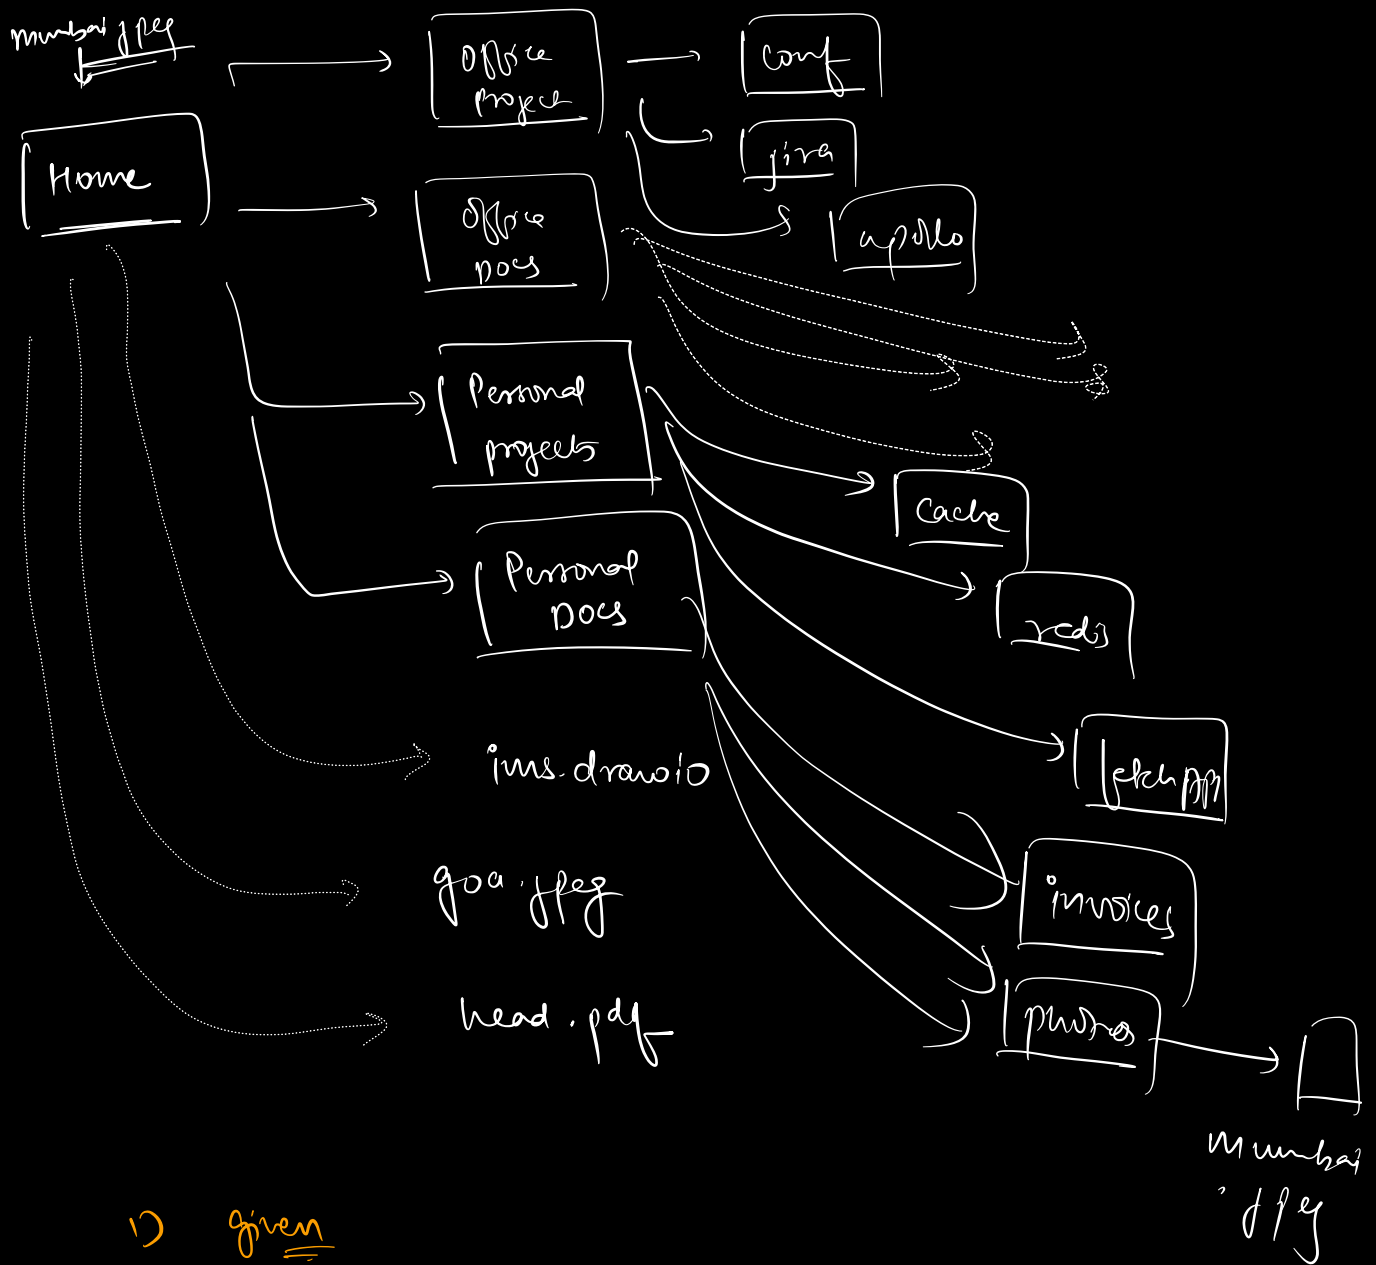 mumbai.jpeg
Home
Office
project
conf
jira
apollo
Office
DOCS
Personal
projects
cache
redis
Personal
DOCS
ims.drawio
goa.jpeg
head.pdf
invoices
photos
mumbai
.jpeg
1) given